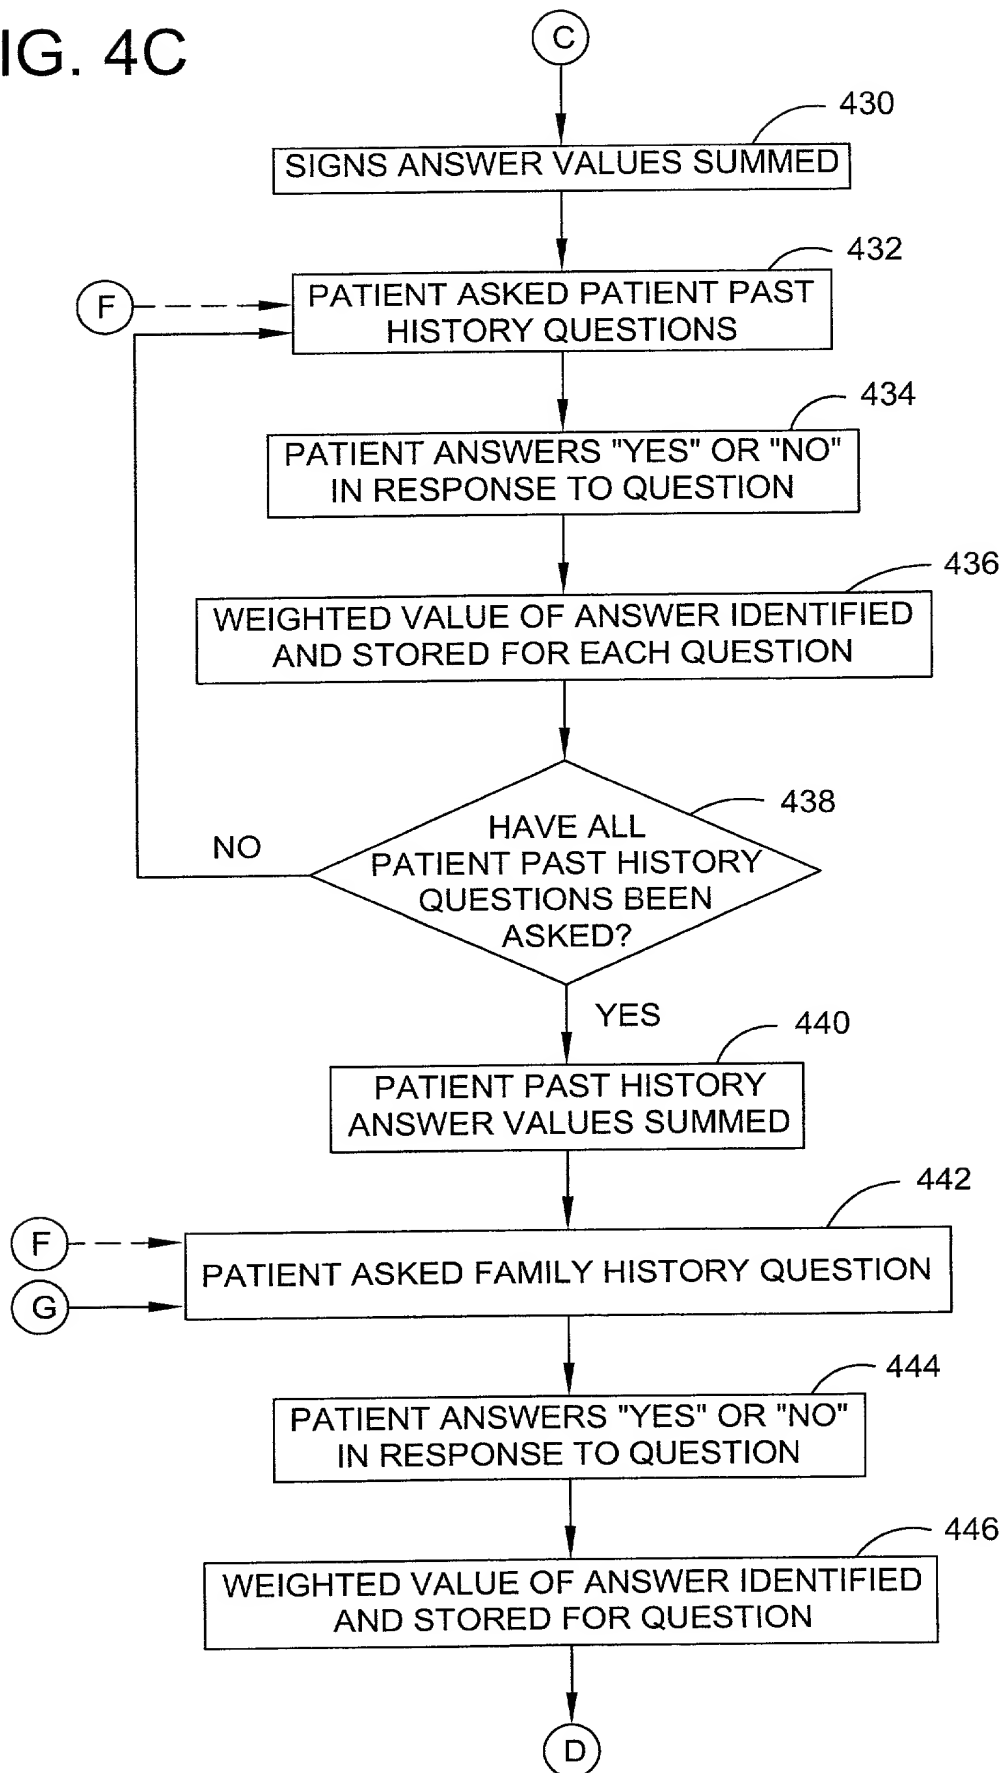 IG. 4C
C
430
SIGNS ANSWER VALUES SUMMED
432
F
PATIENT ASKED PATIENT PAST
HISTORY QUESTIONS
434
PATIENT ANSWERS "YES" OR "NO"
IN RESPONSE TO QUESTION
436
WEIGHTED VALUE OF ANSWER IDENTIFIED
AND STORED FOR EACH QUESTION
438
HAVE ALL
PATIENT PAST HISTORY
QUESTIONS BEEN
ASKED?
NO
YES
440
PATIENT PAST HISTORY
ANSWER VALUES SUMMED
442
F
G
PATIENT ASKED FAMILY HISTORY QUESTION
444
PATIENT ANSWERS "YES" OR "NO"
IN RESPONSE TO QUESTION
446
WEIGHTED VALUE OF ANSWER IDENTIFIED
AND STORED FOR QUESTION
D